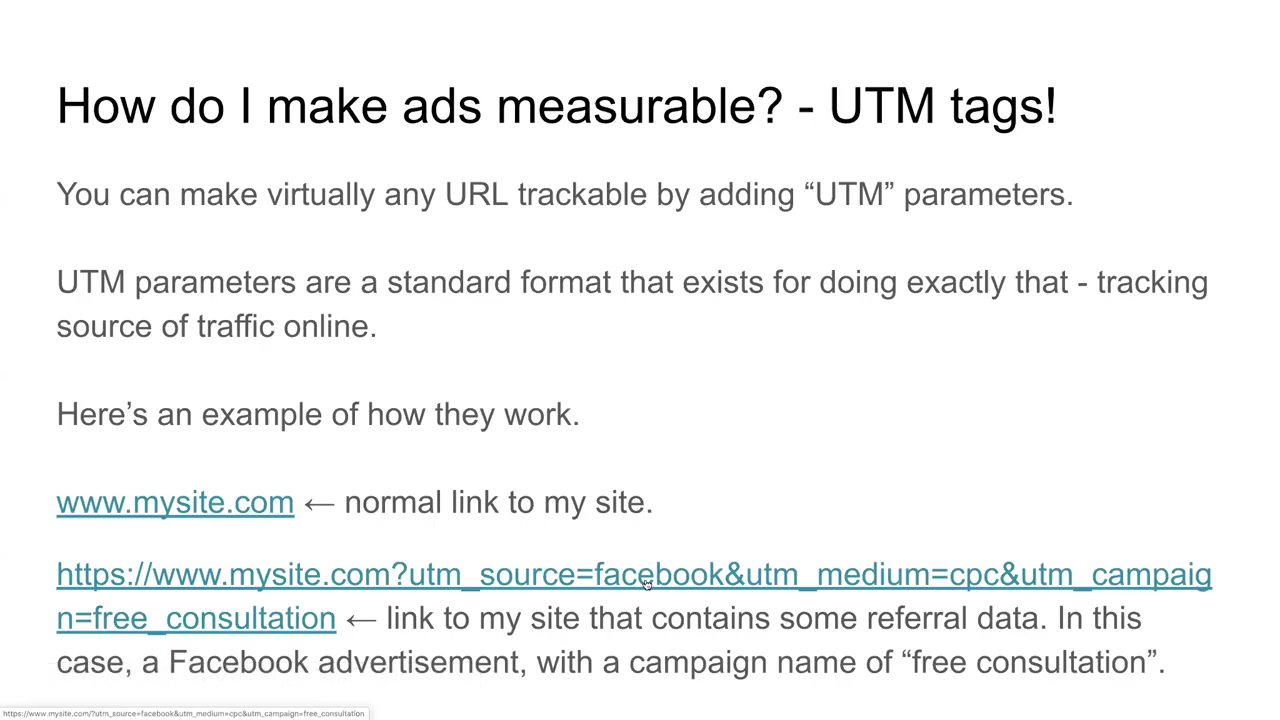 How do I make ads measurable? - UTM tags!
You can make virtually any URL trackable by adding “UTM” parameters.
UTM parameters are a standard format that exists for doing exactly that - tracking
source of traffic online.
Here’s an example of how they work.
www.mysite.com ← normal link to my site.
https://www.mysite.com?utm_source=facebook&utm_medium=cpc&utm_campaig
n=free_consultation ← link to my site that contains some referral data. In this
case, a Facebook advertisement, with a campaign name of “free consultation”.
https://www.mysite.com/?utm_source=facebook&utm_medium=cpc&utm_campaign=free_consultation